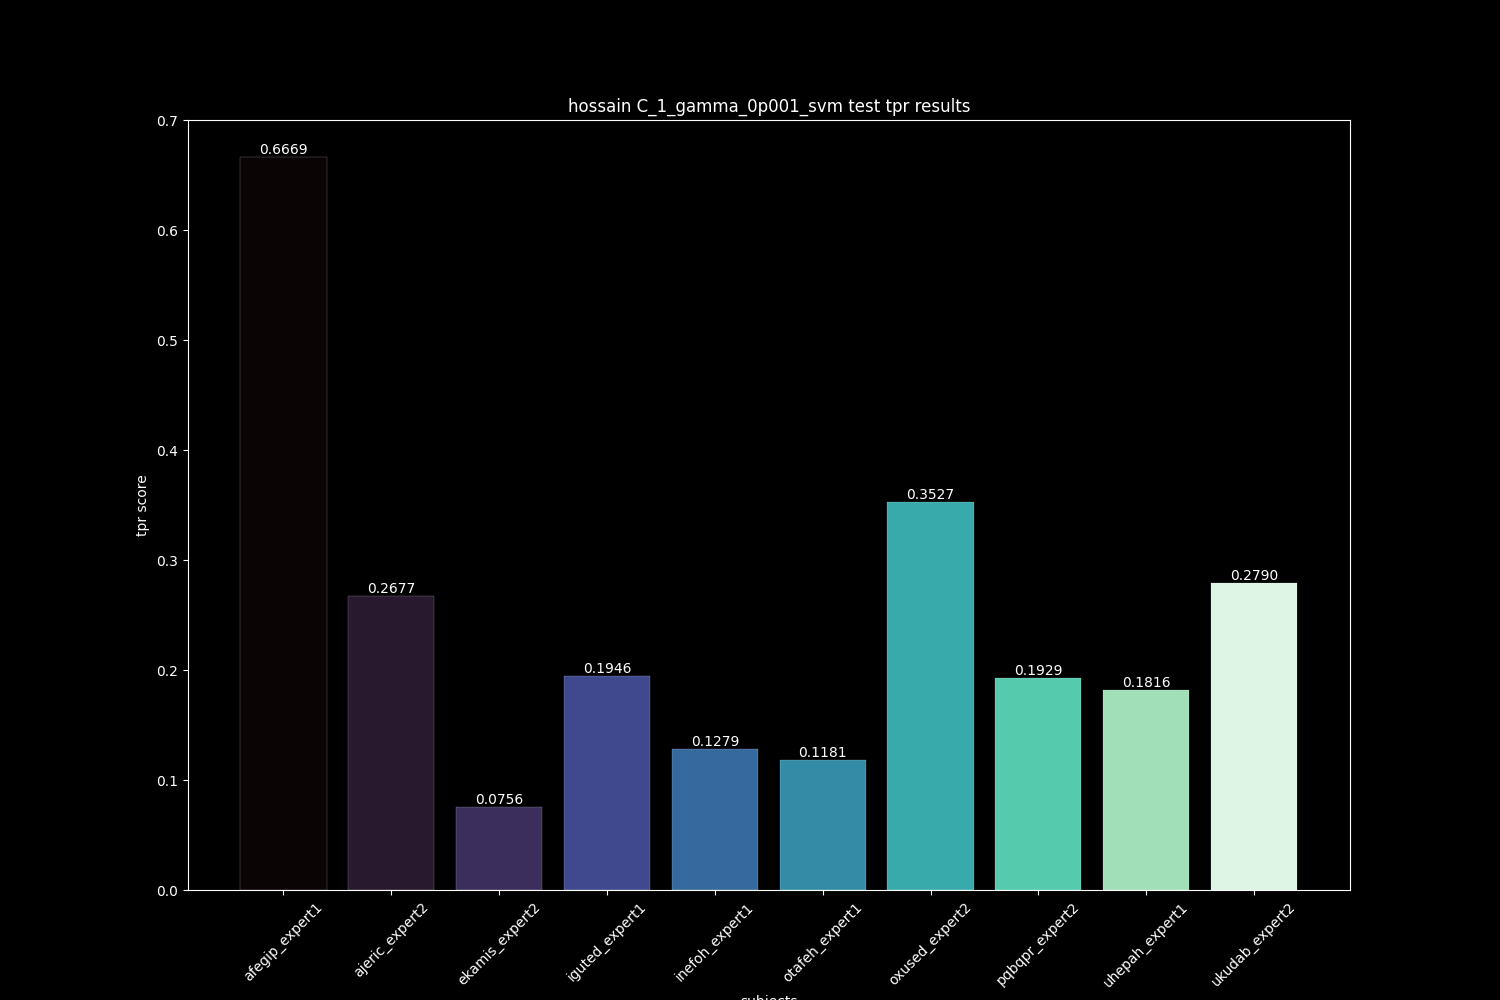 hossain C_1_gamma_0p001_svm test tpr results
0.7
0.6
0.5
0.4
0.3
0.2
0.1
0.0
tpr score
0.6669
0.2677
0.0756
0.1946
0.1279
0.1181
0.3527
0.1929
0.1816
0.2790
afegip_expert1
ajeric_expert2
ekamis_expert2
iguted_expert1
inefoh_expert1
otafeh_expert1
oxused_expert2
pqbqpr_expert2
uhepah_expert1
ukudab_expert2
subjects